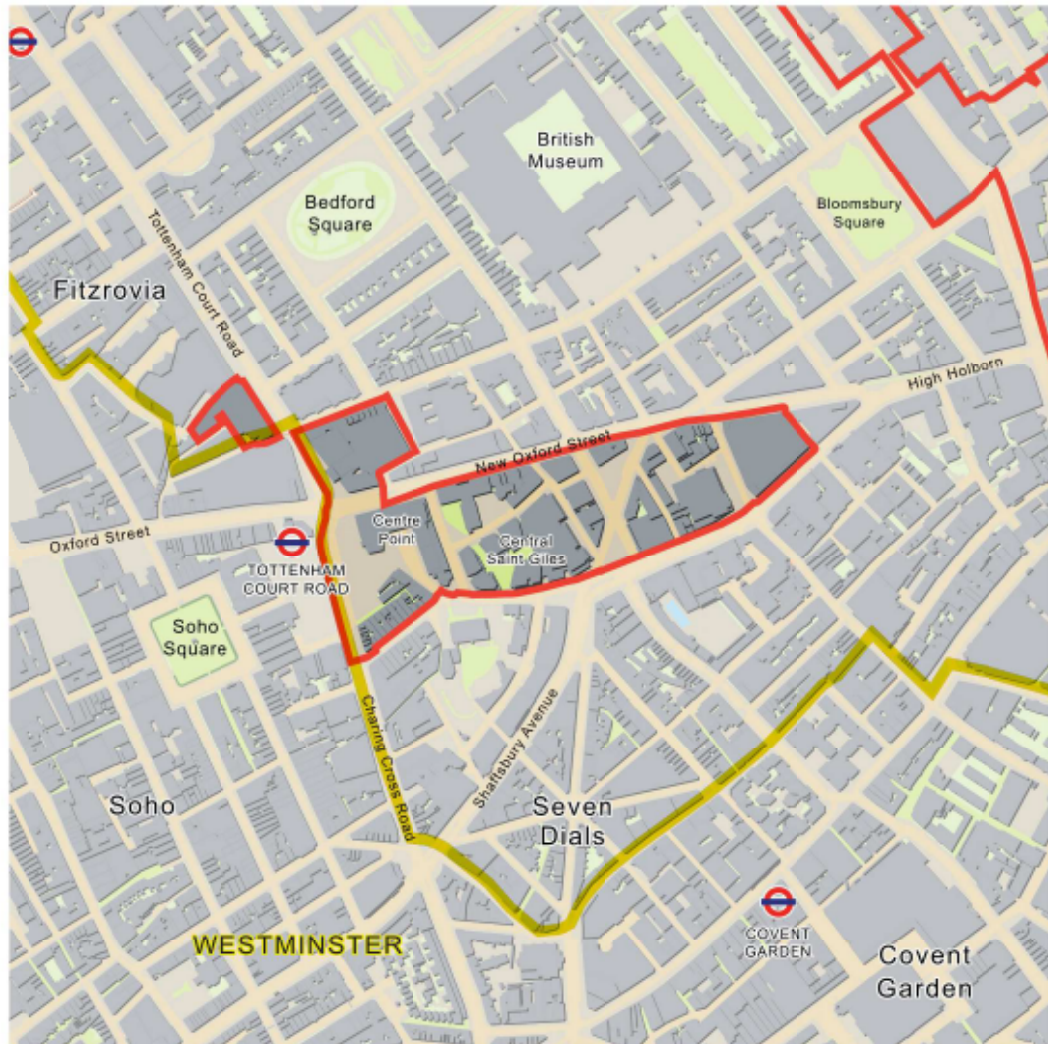 British
Museum
Bedford
Square
Bloomsbury
Square
Tottenham Court Road
Fitzrovia
High Holborn
New Oxford Street
Centre
Point
Oxford Street
Central
Saint Giles
TOTTENHAM
COURT ROAD
Soho
Square
Charing Cross Road
Shaftsbury Avenue
Soho
Seven
Dials
WESTMINSTER
COVENT
GARDEN
Covent
Garden